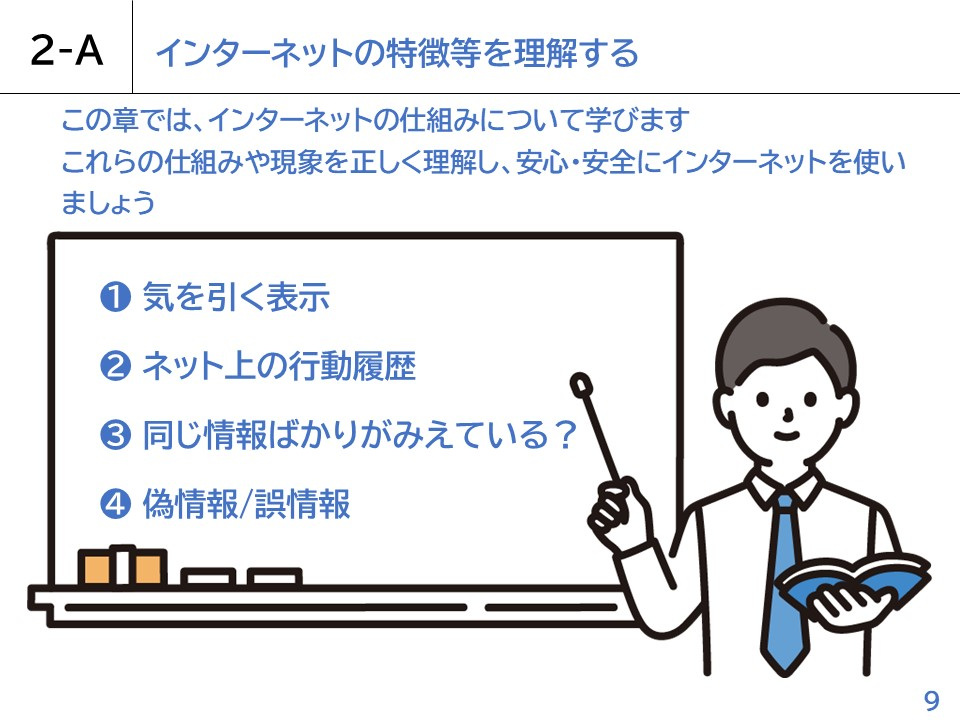 2-A
インターネットの特徴等を理解する
この章では、インターネットの仕組みについて学びます
これらの仕組みや現象を正しく理解し、安心・安全にインターネットを使い
ましょう
❶ 気を引く表示
❷ ネット上の行動履歴
❸ 同じ情報ばかりがみえている？
❹ 偽情報/誤情報
9